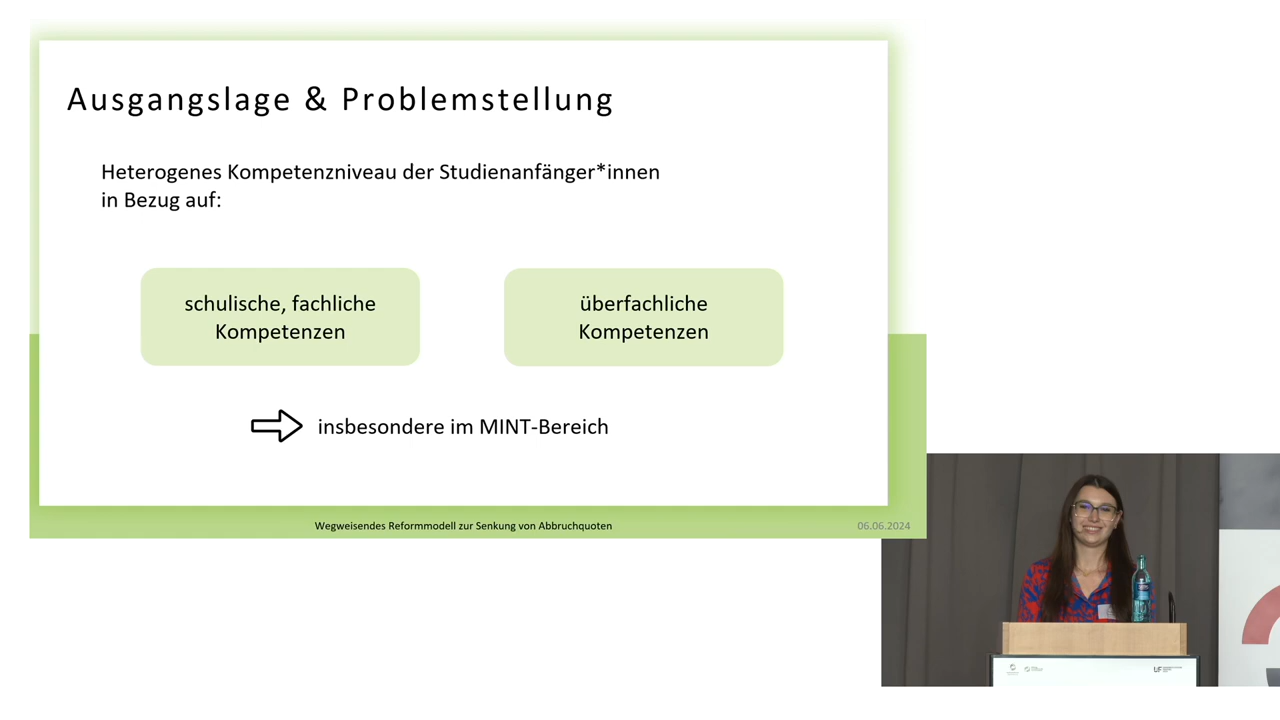 Ausgangslage & Problemstellung
Heterogenes Kompetenzniveau der Studienanfänger*innen
in Bezug auf:
schulische, fachliche
Kompetenzen
überfachliche
Kompetenzen
insbesondere im MINT-Bereich
Wegweisendes Reformmodell zur Senkung von Abbruchquoten
06.06.2024